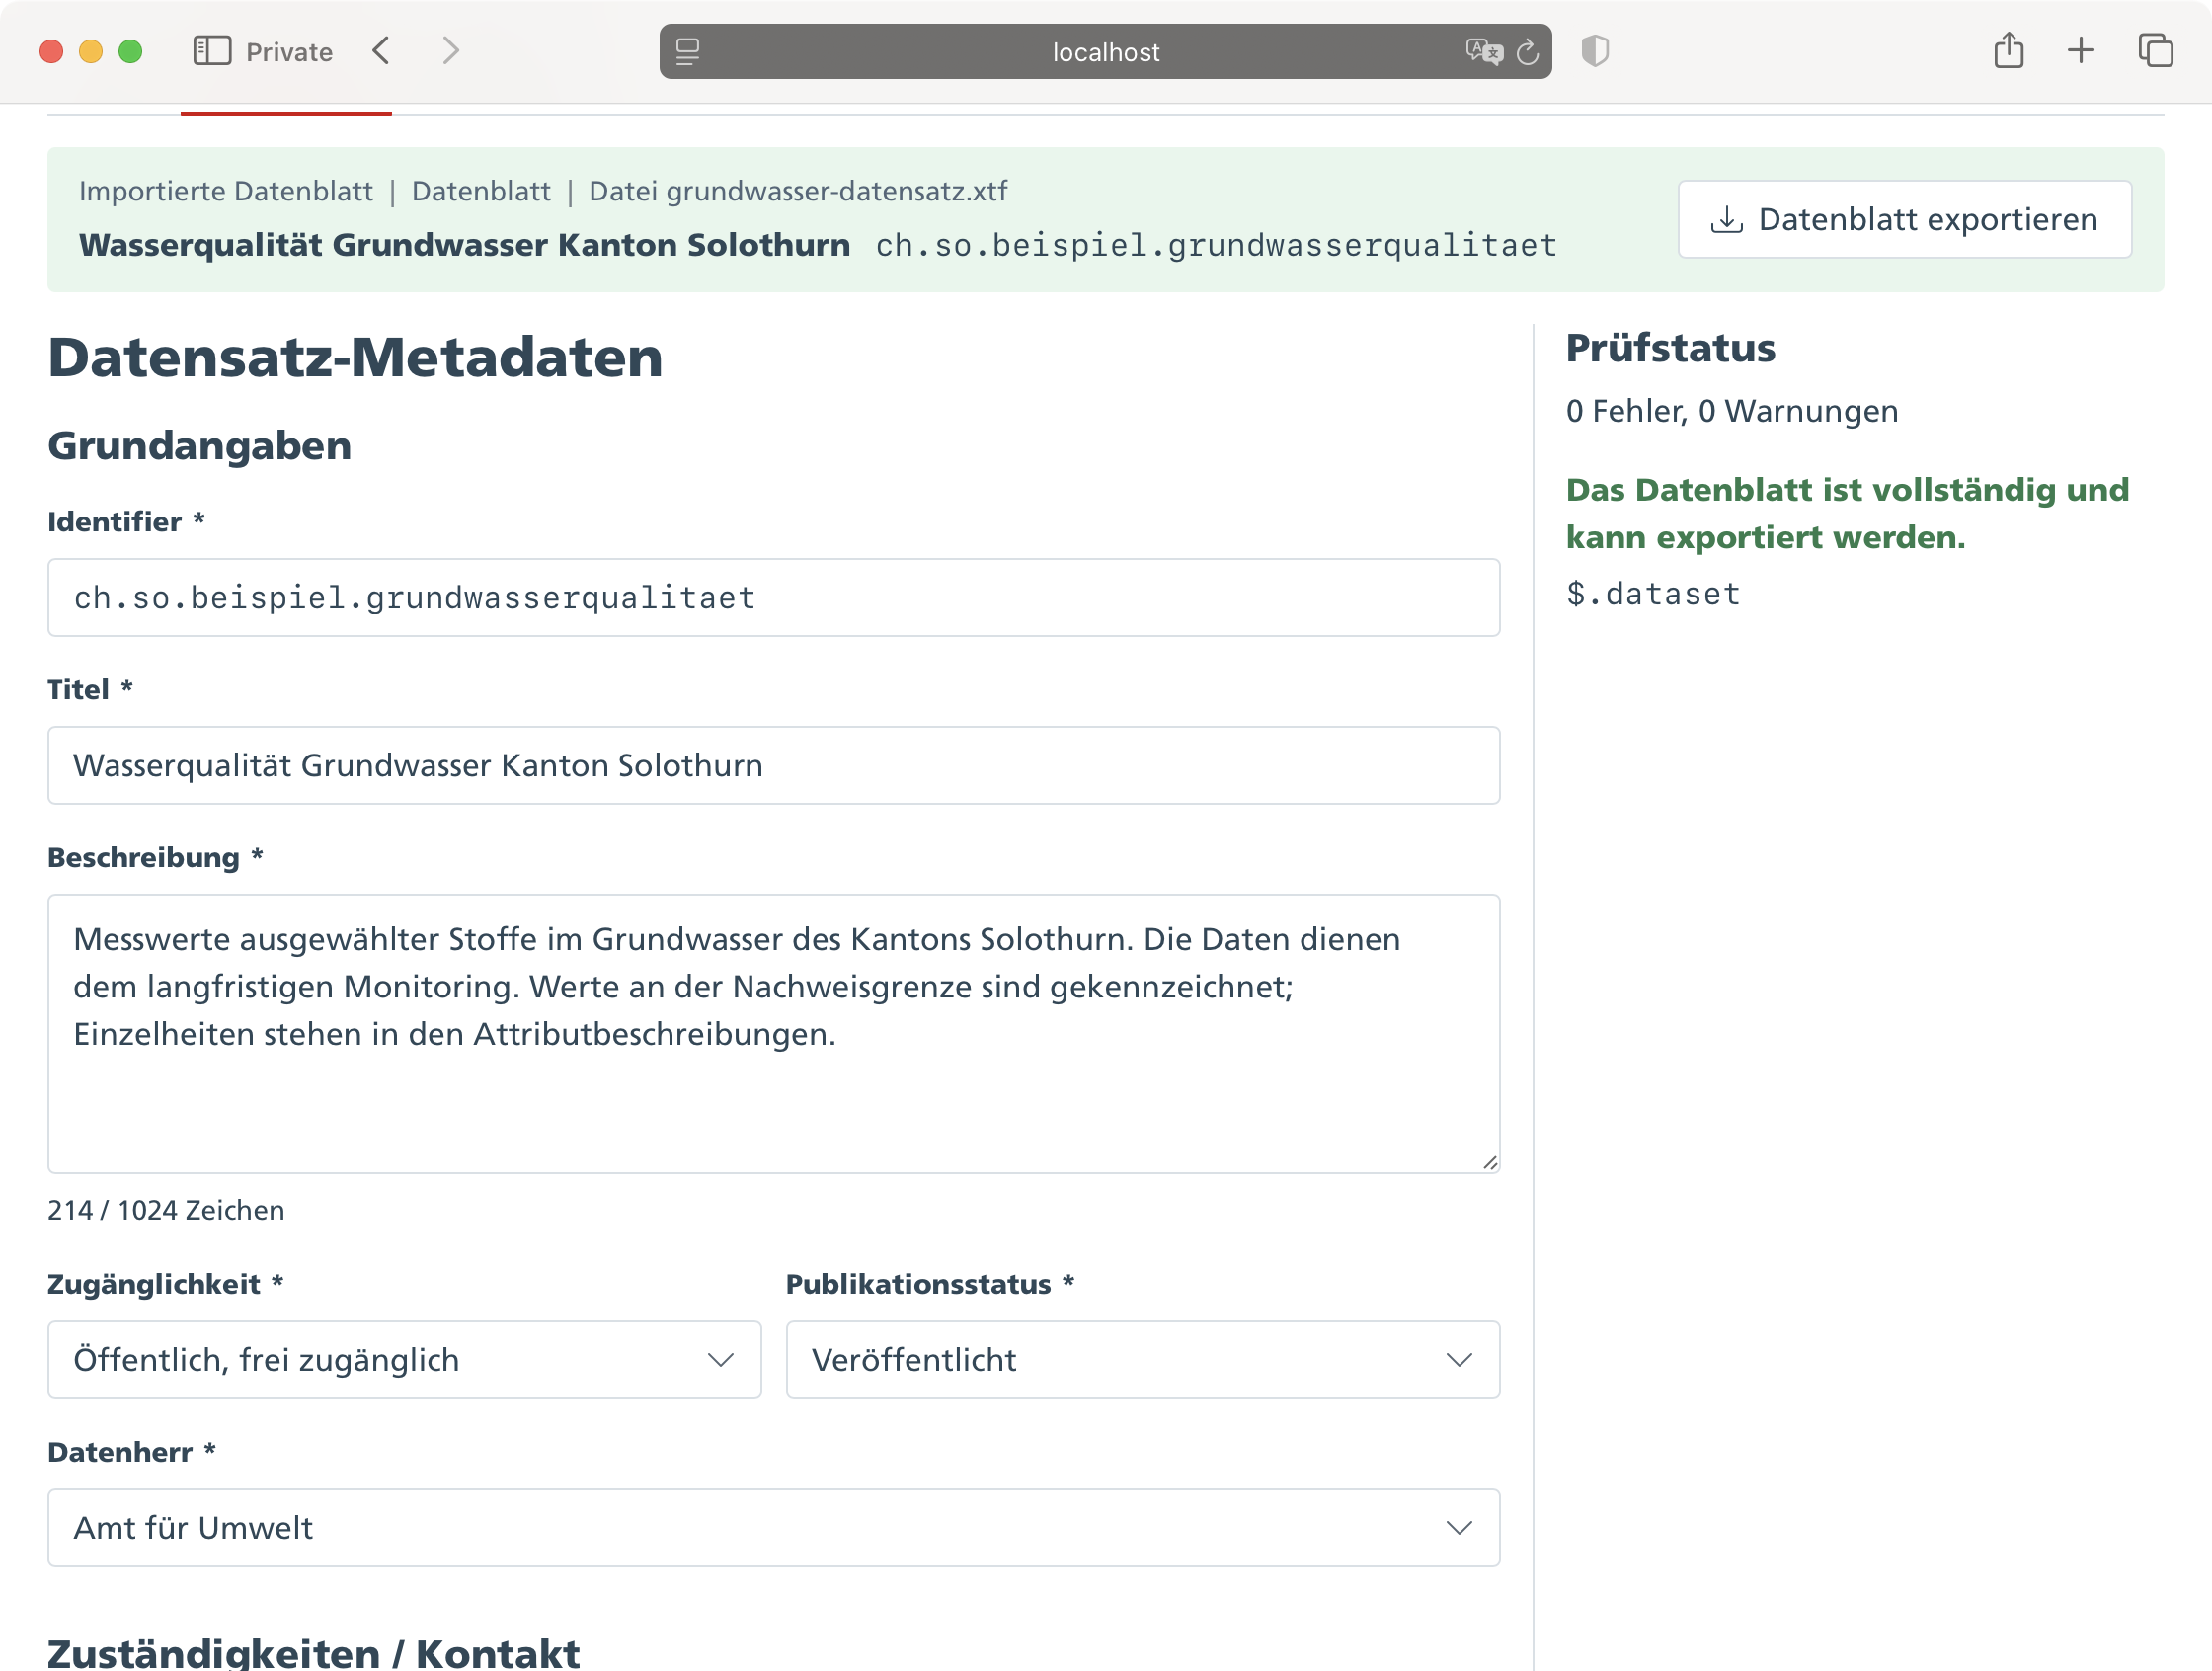 Private
localhost
Importierte Datenblatt | Datenblatt | Datei grundwasser-datensatz.xtf
Wasserqualität Grundwasser Kanton Solothurn ch.so.beispiel.grundwasserqualitaet
Datenblatt exportieren
Datensatz-Metadaten
Grundangaben
Identifier *
ch.so.beispiel.grundwasserqualitaet
Titel *
Wasserqualität Grundwasser Kanton Solothurn
Beschreibung *
Messwerte ausgewählter Stoffe im Grundwasser des Kantons Solothurn. Die Daten dienen
dem langfristigen Monitoring. Werte an der Nachweisgrenze sind gekennzeichnet;
Einzelheiten stehen in den Attributbeschreibungen.
214 / 1024 Zeichen
Zugänglichkeit *
Öffentlich, frei zugänglich
Publikationsstatus *
Veröffentlicht
Datenherr *
Amt für Umwelt
Zuständigkeiten / Kontakt
Prüfstatus
0 Fehler, 0 Warnungen
Das Datenblatt ist vollständig und
kann exportiert werden.
$.dataset